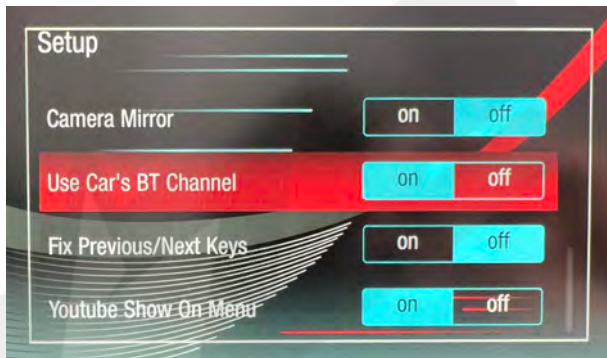 Setup
Camera Mirror on off
Use Car's BT Channel on off
Fix Previous/Next Keys on off
Youtube Show On Menu on off